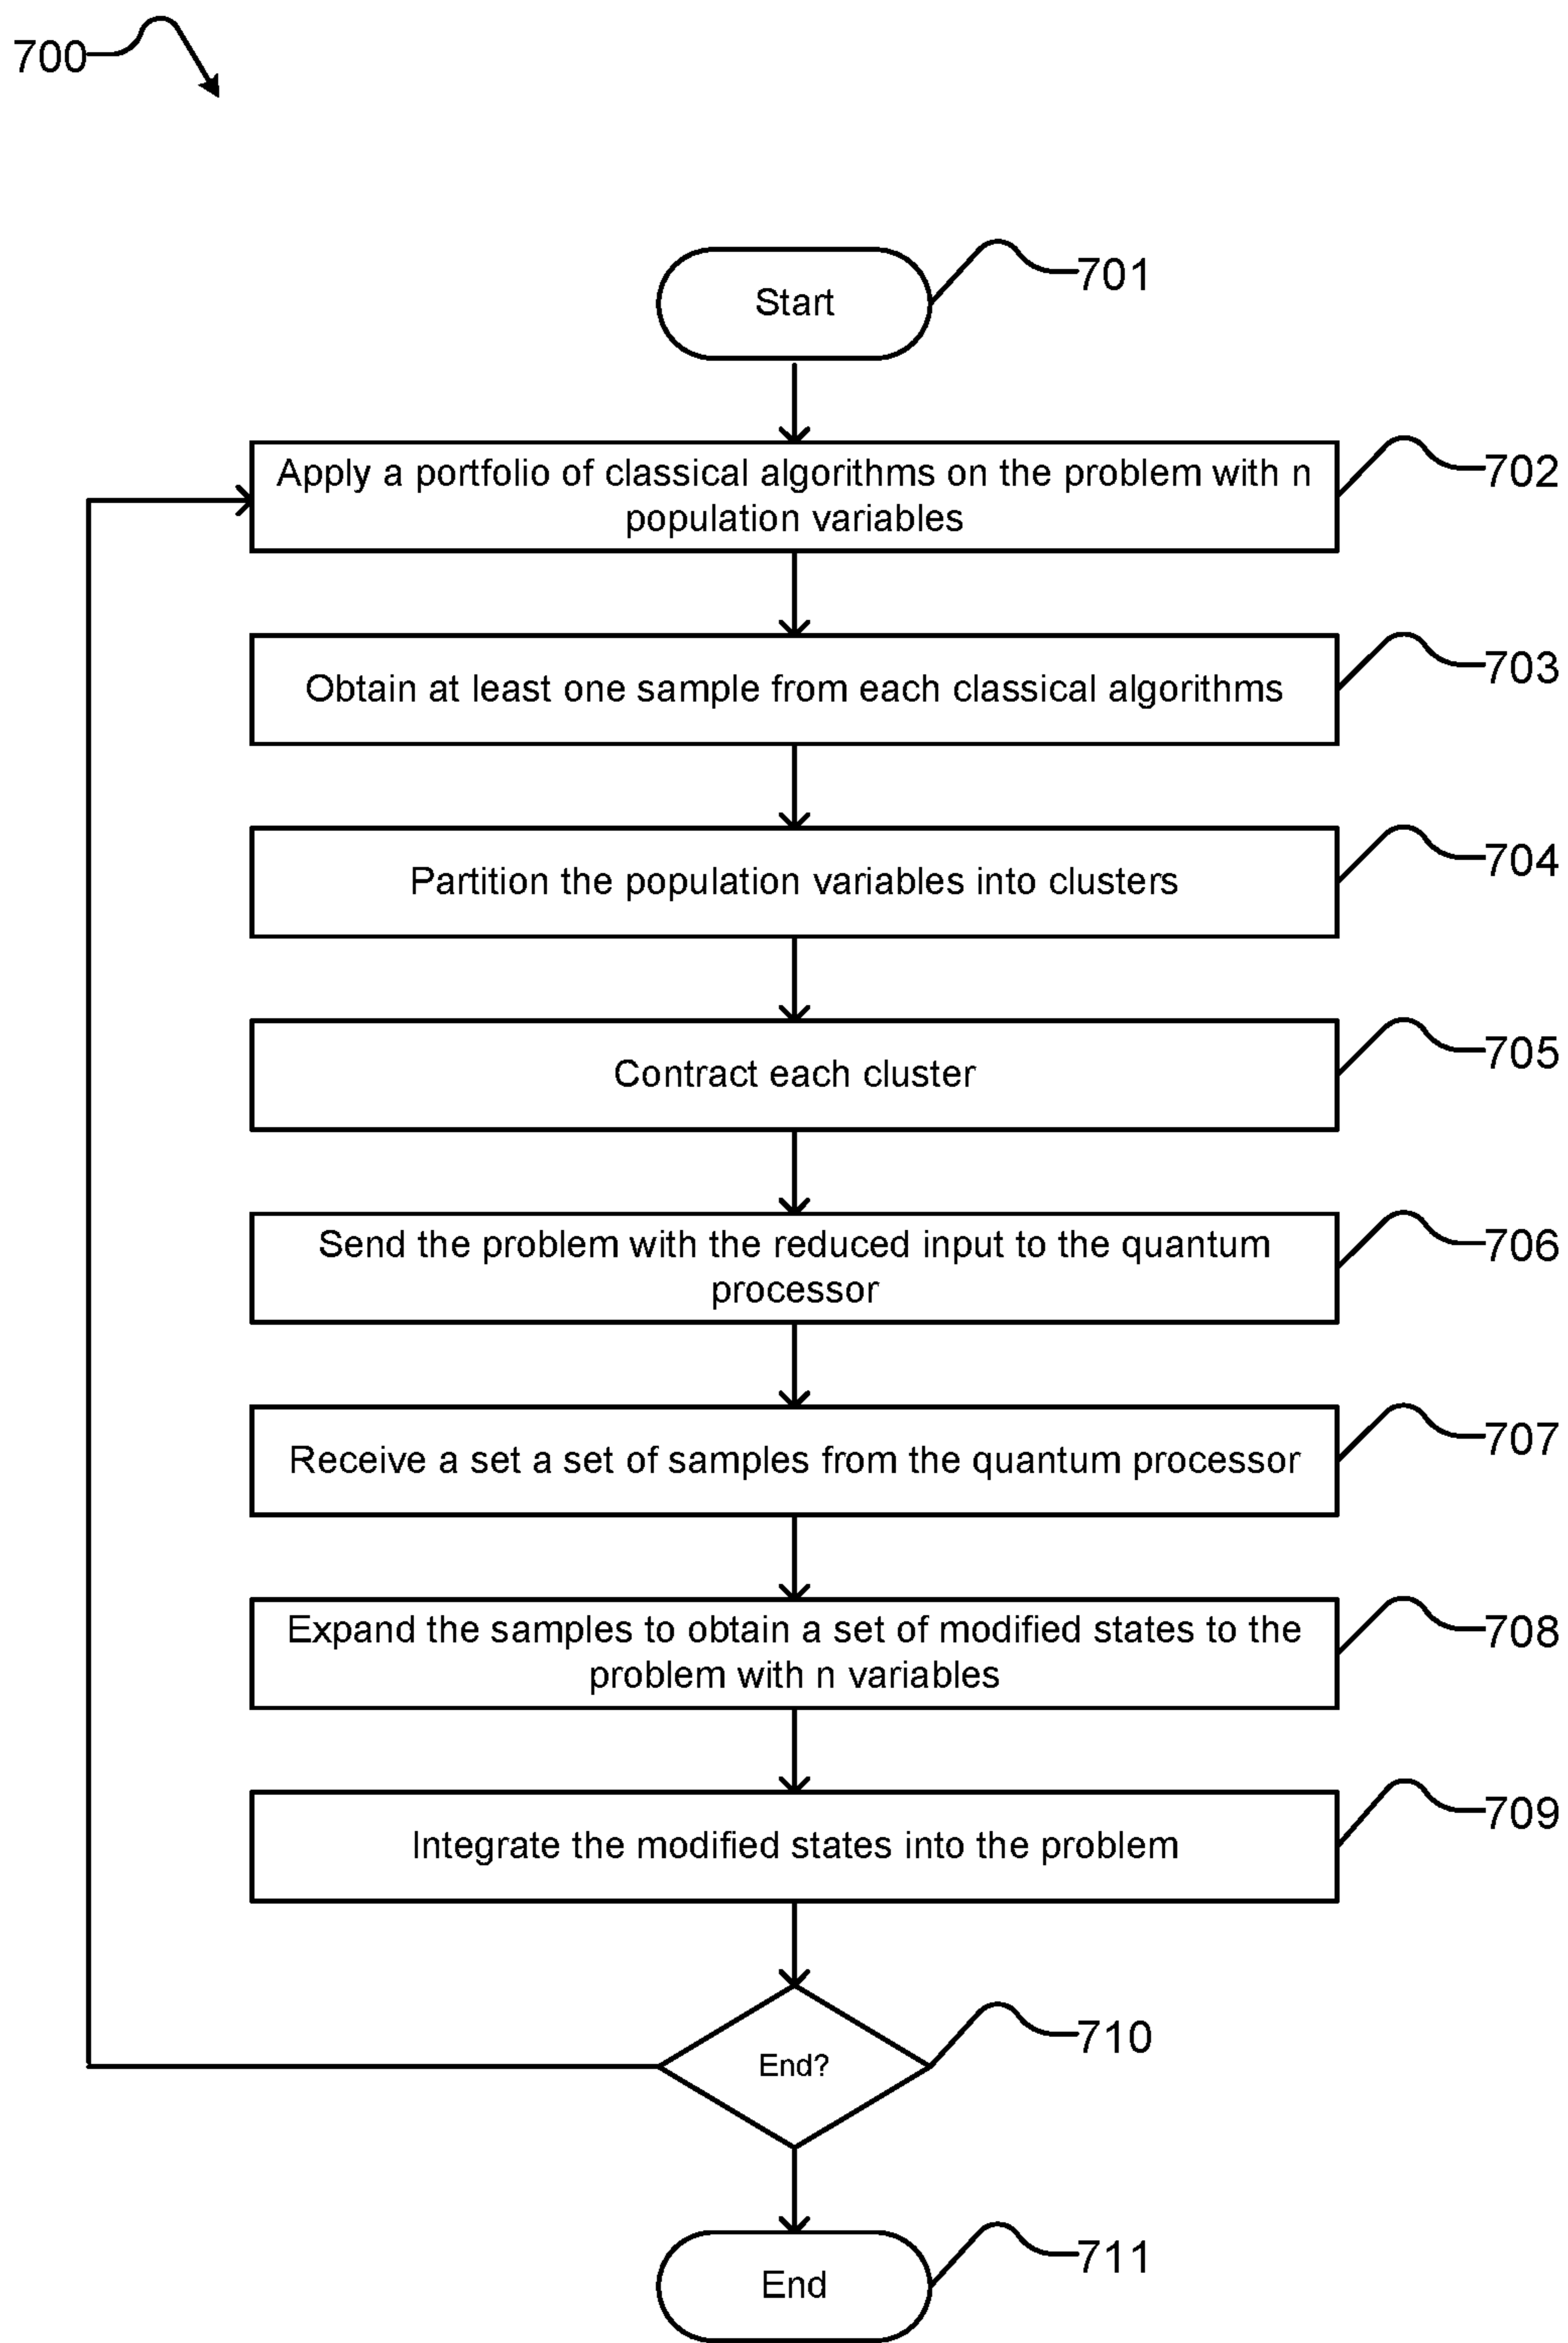 700
Start
701
Apply a portfolio of classical algorithms on the problem with n
population variables
702
Obtain at least one sample from each classical algorithms
703
Partition the population variables into clusters
704
Contract each cluster
705
Send the problem with the reduced input to the quantum
processor
706
Receive a set a set of samples from the quantum processor
707
Expand the samples to obtain a set of modified states to the
problem with n variables
708
Integrate the modified states into the problem
709
End?
710
End
711